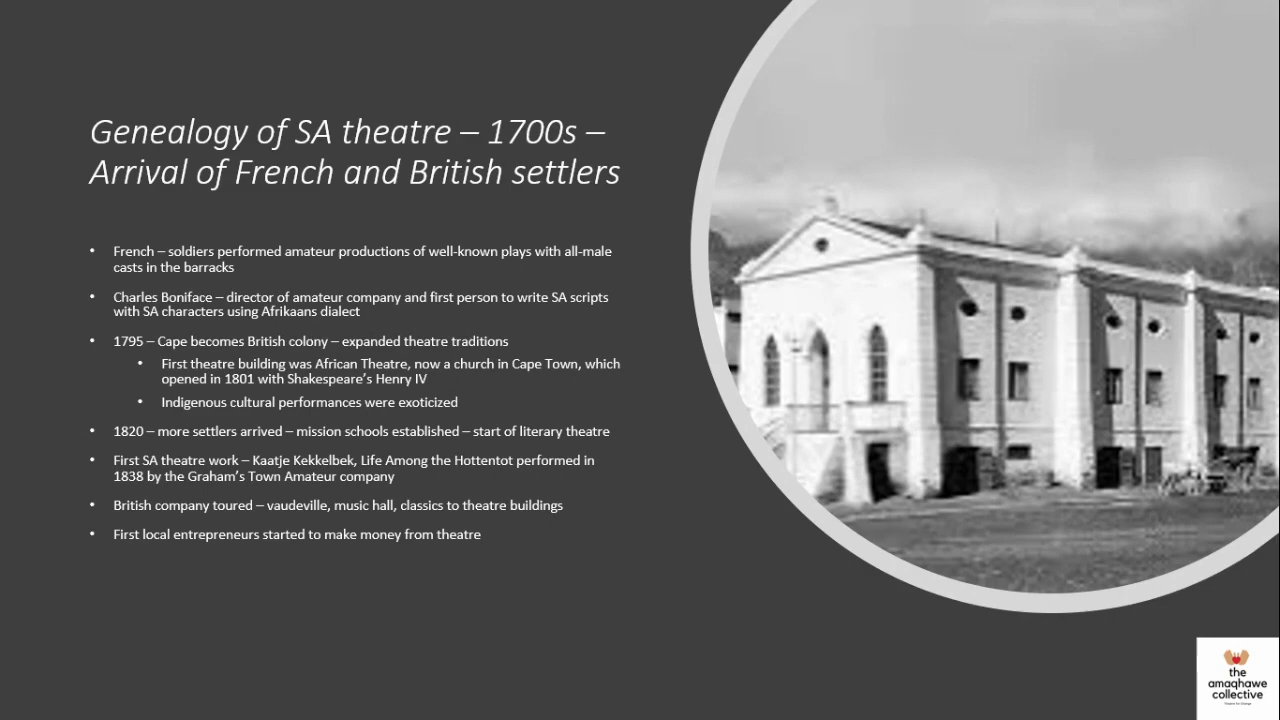 Genealogy of SA theatre – 1700s –
Arrival of French and British settlers
• French – soldiers performed amateur productions of well-known plays with all-male
casts in the barracks
• Charles Boniface – director of amateur company and first person to write SA scripts
with SA characters using Afrikaans dialect
• 1795 – Cape becomes British colony – expanded theatre traditions
• First theatre building was African Theatre, now a church in Cape Town, which
opened in 1801 with Shakespeare’s Henry IV
• Indigenous cultural performances were exoticized
• 1820 – more settlers arrived – mission schools established – start of literary theatre
• First SA theatre work – Kaatje Kekkelbek, Life Among the Hottentot performed in
1838 by the Graham’s Town Amateur company
• British company toured – vaudeville, music hall, classics to theatre buildings
• First local entrepreneurs started to make money from theatre
the
amaqhawe
collective